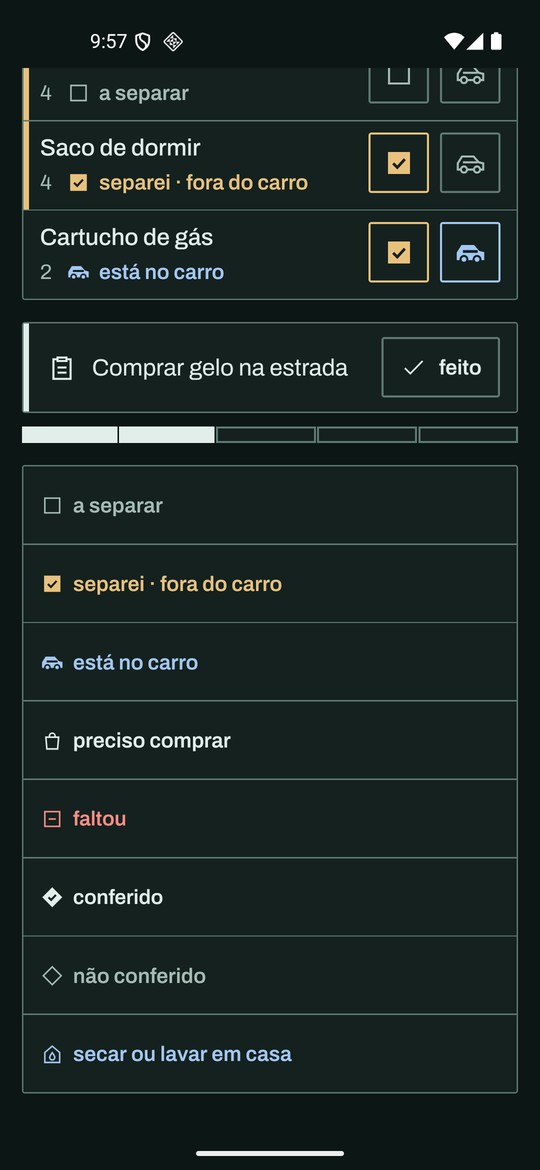 9:57
4 a separar
Saco de dormir
4 separei · fora do carro
Cartucho de gás
2 está no carro
Comprar gelo na estrada
feito
a separar
separei · fora do carro
está no carro
preciso comprar
faltou
conferido
não conferido
secar ou lavar em casa